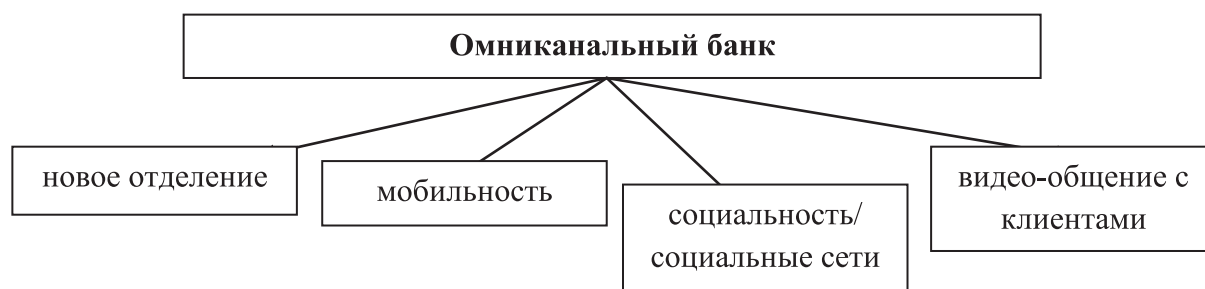 Омниканальный банк
новое отделение
мобильность
социальность/
социальные сети
видео-общение с
клиентами